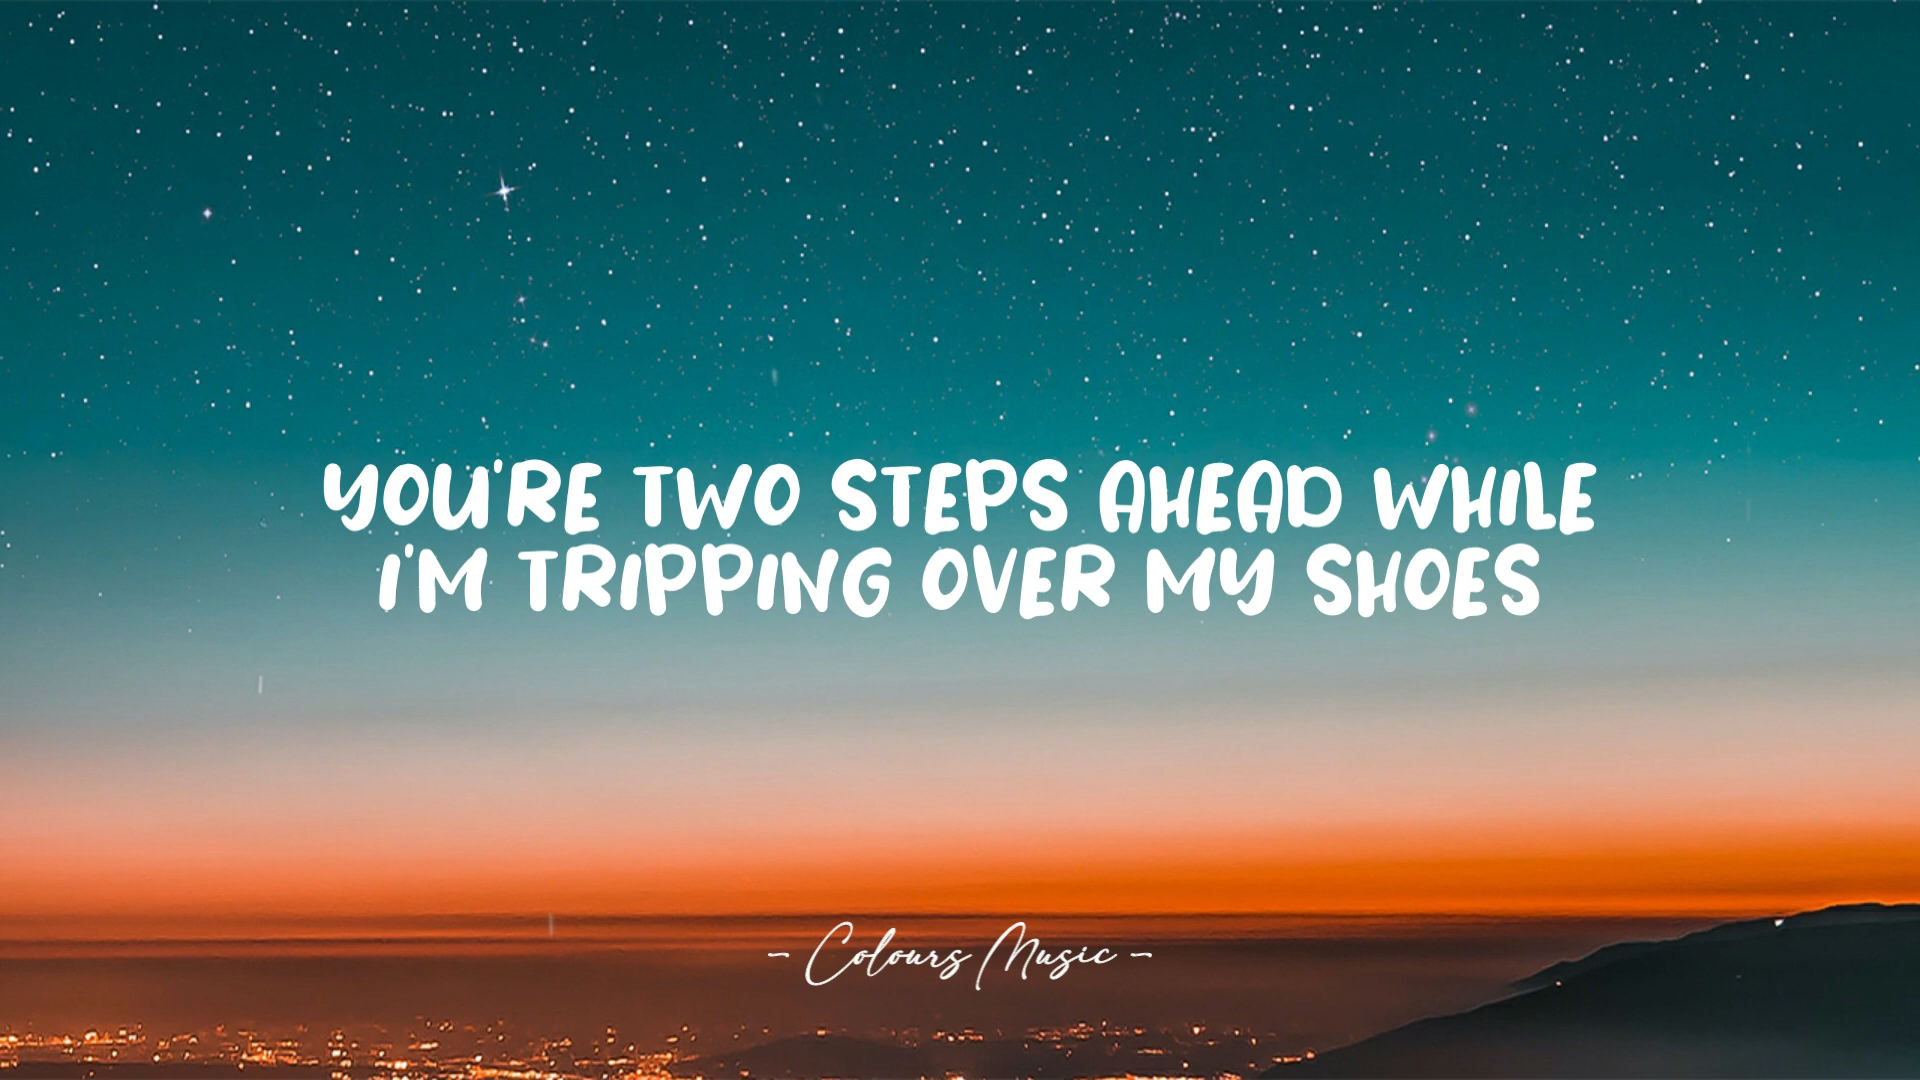 YOU'RE TWO STEPS AHEAD WHILE
I'M TRIPPING OVER MY SHOES
- Colours Music -